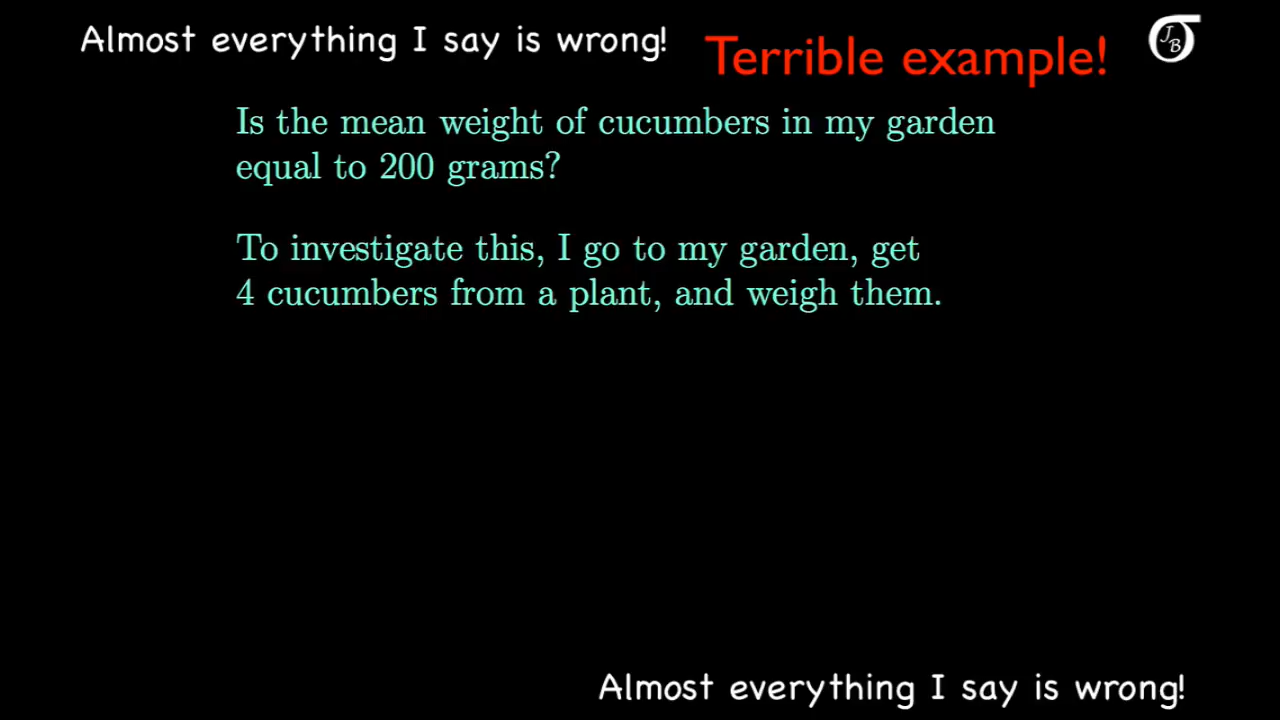 Almost everything I say is wrong!
Terrible example!
JB
Is the mean weight of cucumbers in my garden
equal to 200 grams?
To investigate this, I go to my garden, get
4 cucumbers from a plant, and weigh them.
Almost everything I say is wrong!